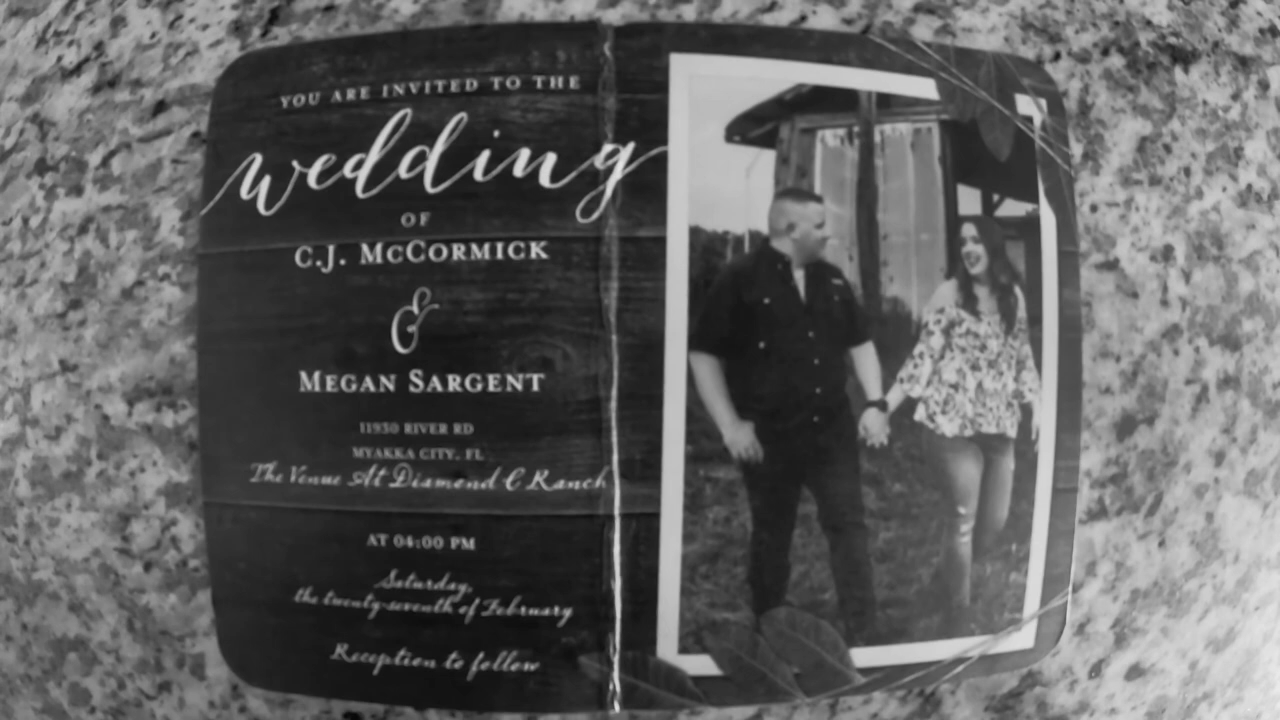 YOU ARE INVITED TO THE
wedding
OF
C.J. McCORMICK
&
MEGAN SARGENT
11950 RIVER RD
MYAKKA CITY, FL
The Venue At Diamond C Ranch
AT 04:00 PM
Saturday,
the twenty-seventh of February
Reception to follow